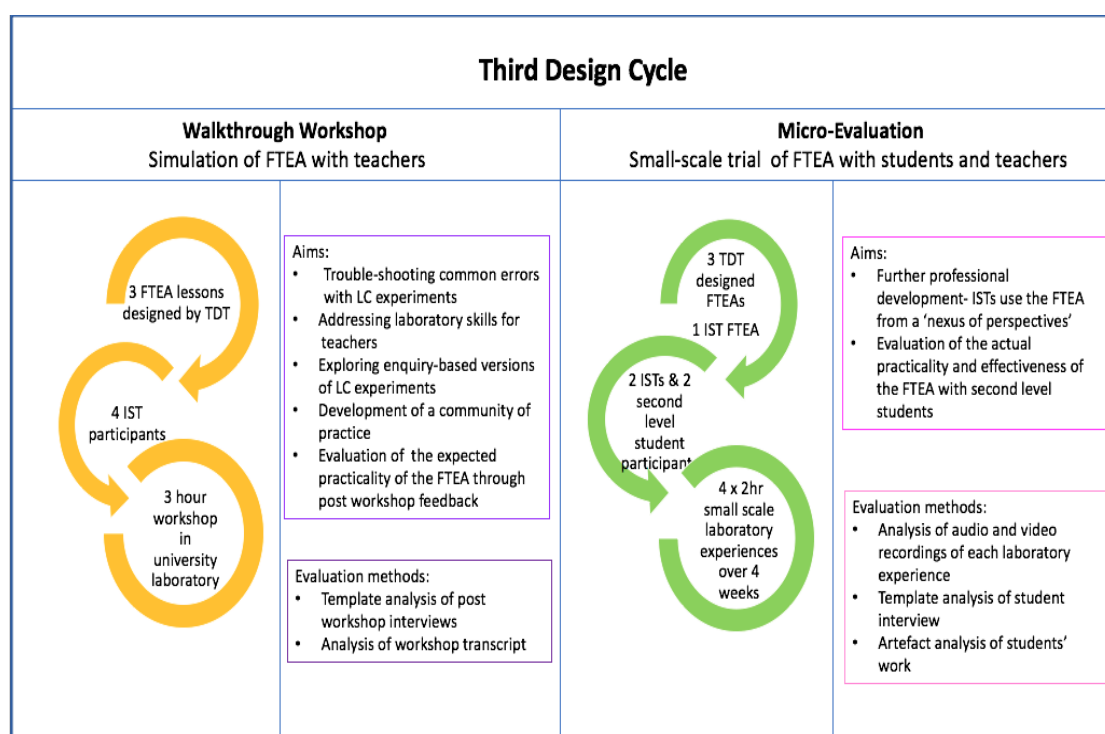 Third Design Cycle
Walkthrough Workshop
Simulation of FTEA with teachers
3 FTEA lessons
designed by TDT
4 IST
participants
3 hour
workshop
in
university
laboratory
Aims:
• Trouble-shooting common errors
with LC experiments
• Addressing laboratory skills for
teachers
• Exploring enquiry-based versions
of LC experiments
• Development of a community of
practice
• Evaluation of the expected
practicality of the FTEA through
post workshop feedback
Evaluation methods:
• Template analysis of post
workshop interviews
• Analysis of workshop transcript
Micro-Evaluation
Small-scale trial of FTEA with students and teachers
3 TDT
designed
FTEAs
1 IST FTEA
2 ISTs & 2
second
level
student
participant
4 x 2hr
small scale
laboratory
experiences
over 4
weeks
Aims:
• Further professional
development- ISTs use the FTEA
from a ‘nexus of perspectives’
• Evaluation of the actual
practicality and effectiveness of
the FTEA with second level
students
Evaluation methods:
• Analysis of audio and video
recordings of each laboratory
experience
• Template analysis of student
interview
• Artefact analysis of students’
work